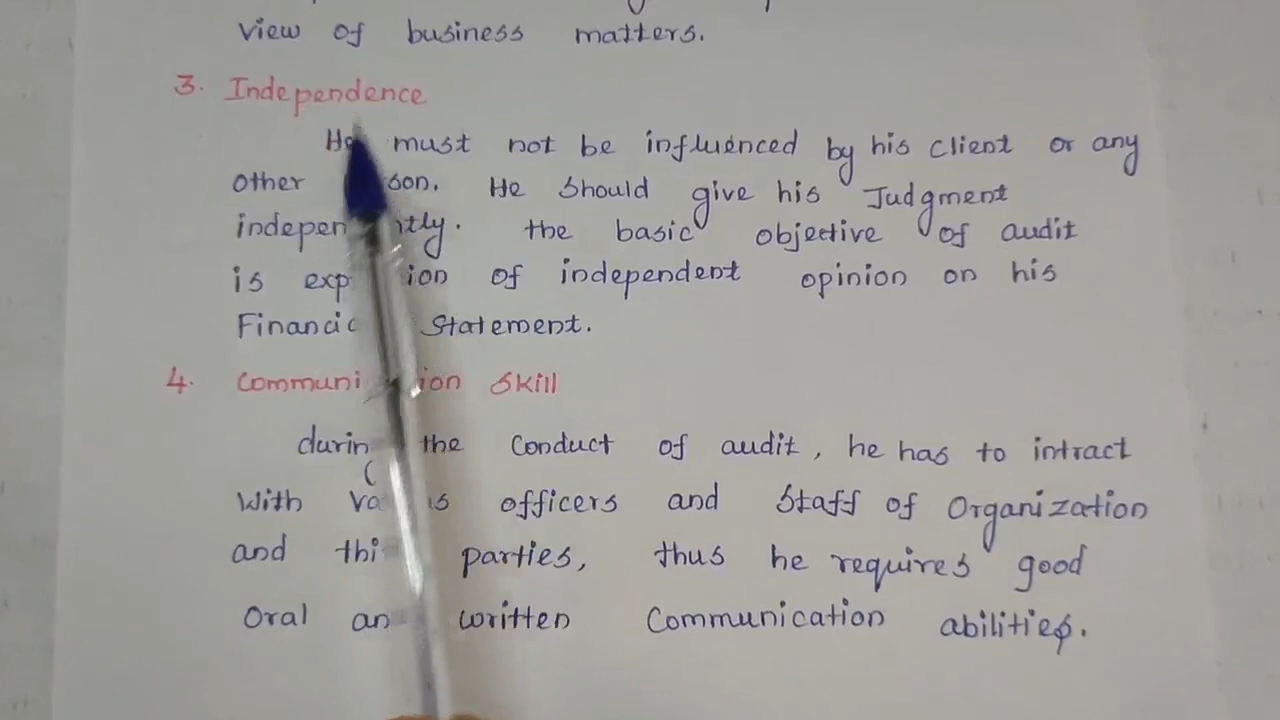 view of business matters.
3. Independence
must not be influenced by his client or any
other He should give his Judgment
the basic objective of audit
is of independent opinion on his
Statement.
4. Skill
the Conduct of audit, he has to intract
With officers and Staff of Organization
and parties, thus he requires good
Oral written Communication abilities.